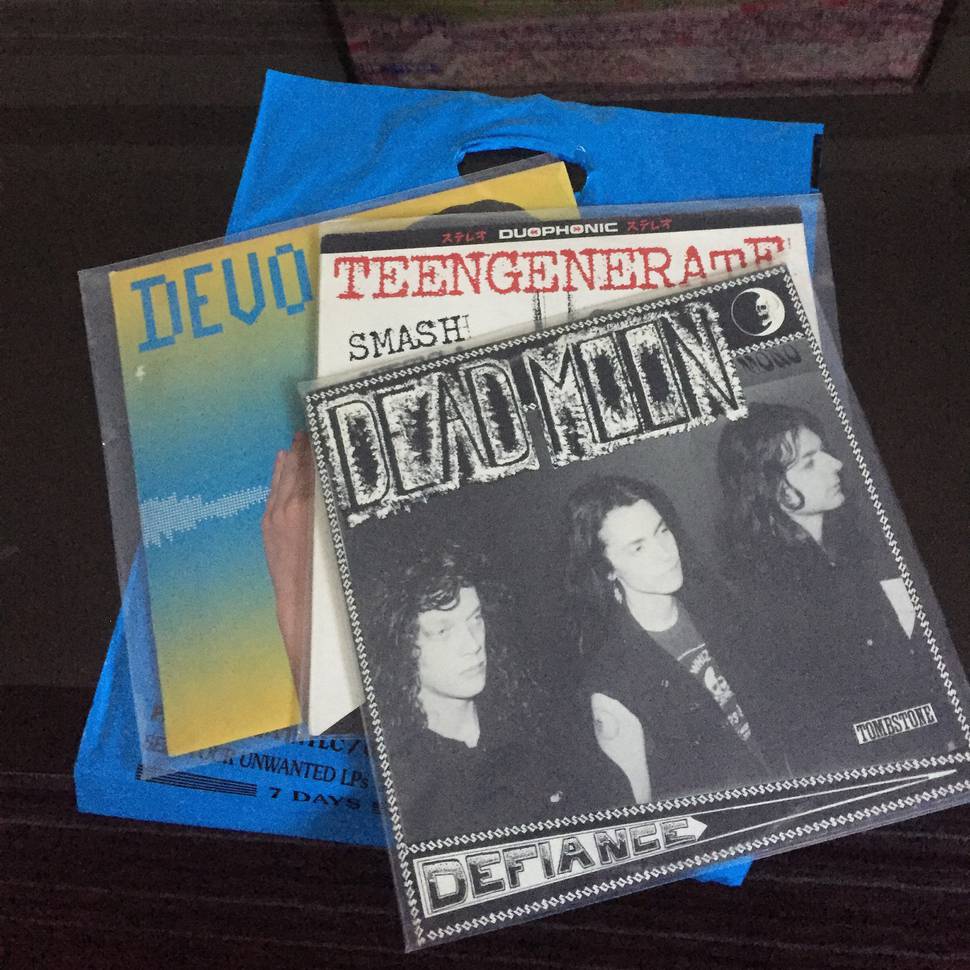 DEVO
ステレオ DUOPHONIC ステレオ
TEENGENERATE
SMASH
DEAD MOON
MONO
TOMBSTONE
DEFIANCE
UNWANTED LPs
7 DAYS